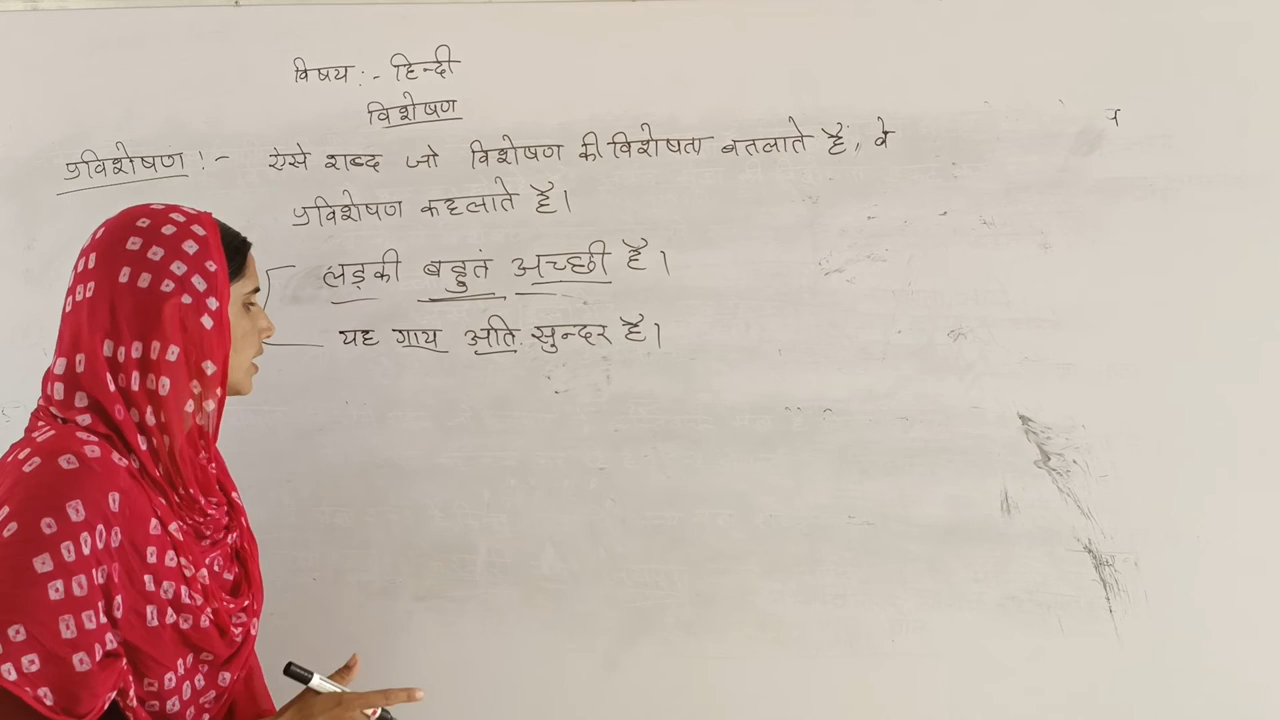 विषय :- हिन्दी
विशेषण
प्रविशेषण :- ऐसे शब्द जो विशेषण की विशेषता बतलाते हैं, वे
प्रविशेषण कहलाते है।
लड़की बहुत अच्छी है।
यह गाय अति सुन्दर है।